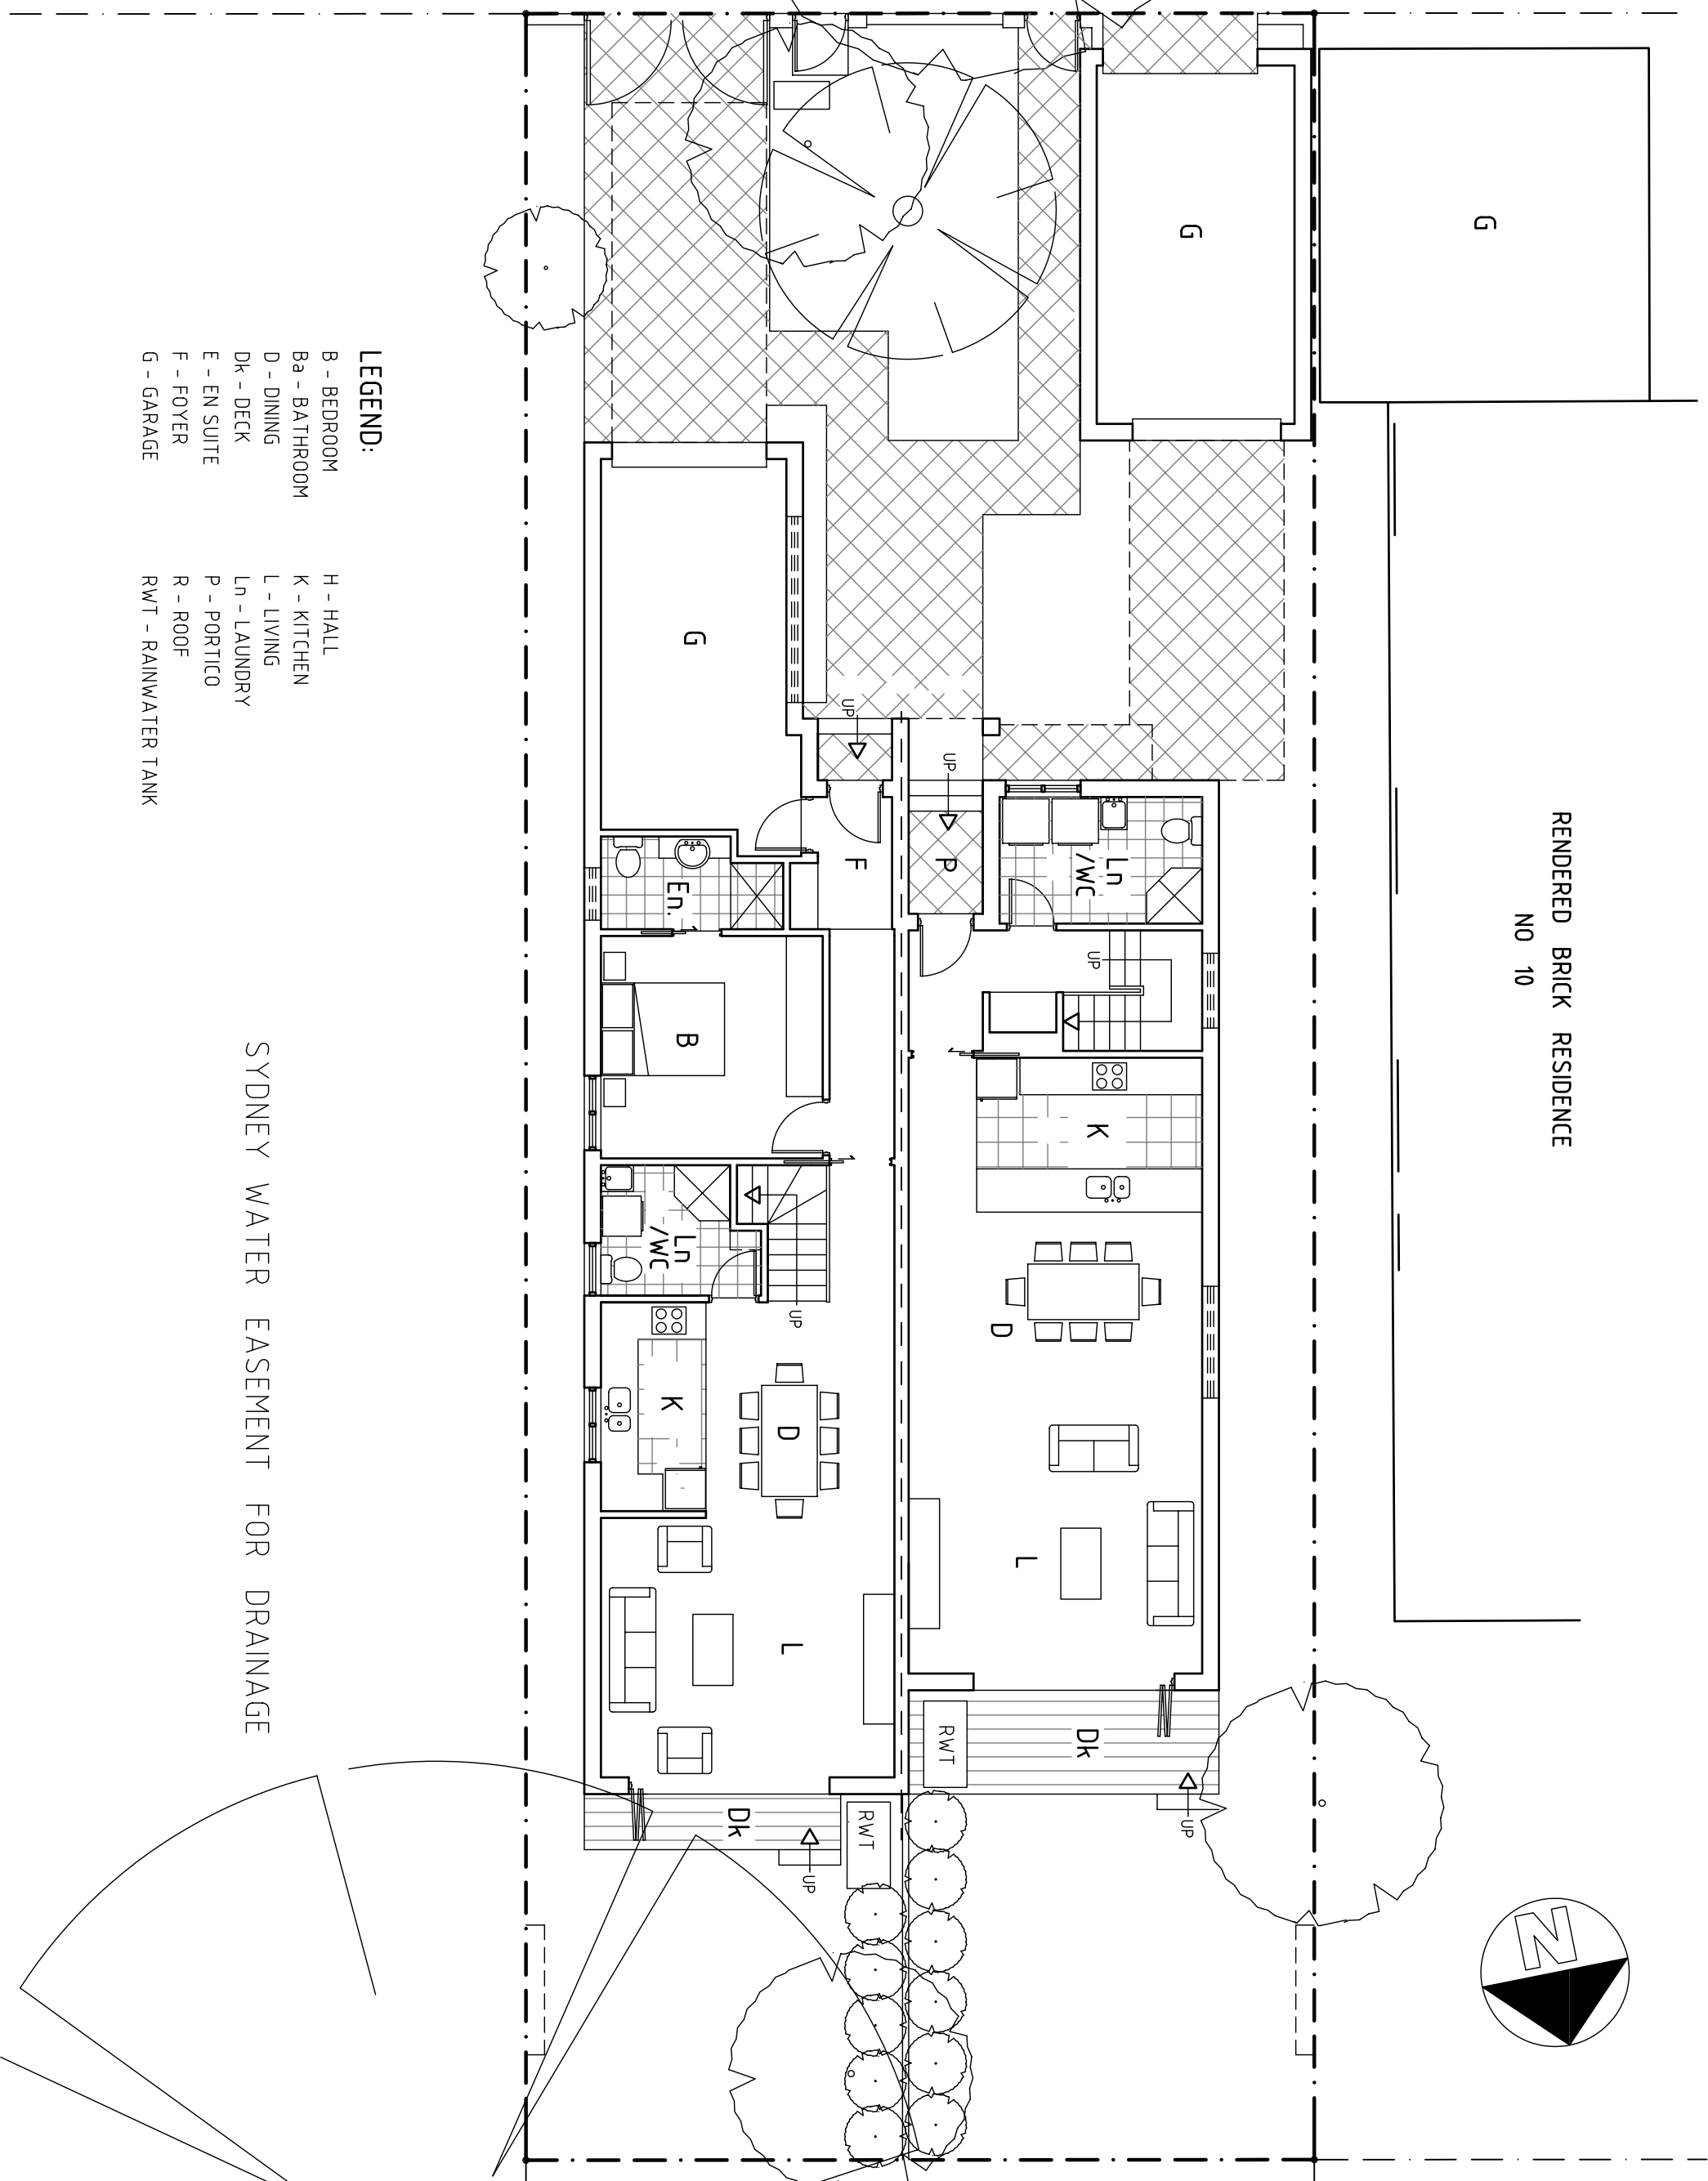 RENDERED BRICK RESIDENCE
NO 10
G
G
Ln
/WC
UP
K
D
L
Dk
UP
RWT
UP
P
UP
F
G
En.
B
Ln
/WC
UP
K
D
L
Dk
UP
RWT
N
LEGEND:
B - BEDROOM
Ba - BATHROOM
D - DINING
Dk - DECK
E - EN SUITE
F - FOYER
G - GARAGE
H - HALL
K - KITCHEN
L - LIVING
Ln - LAUNDRY
P - PORTICO
R - ROOF
RWT - RAINWATER TANK
SYDNEY WATER EASEMENT FOR DRAINAGE